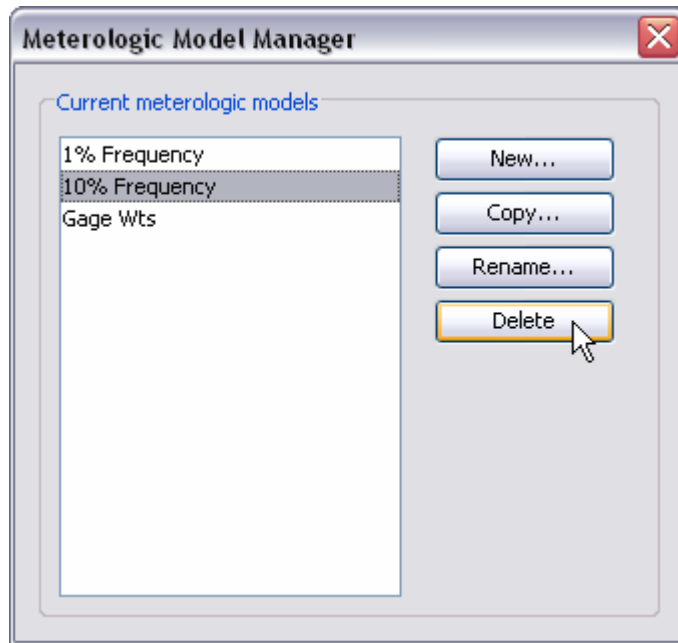 Meterologic Model Manager
Current meterologic models
1% Frequency
10% Frequency
Gage Wts
New...
Copy...
Rename...
Delete